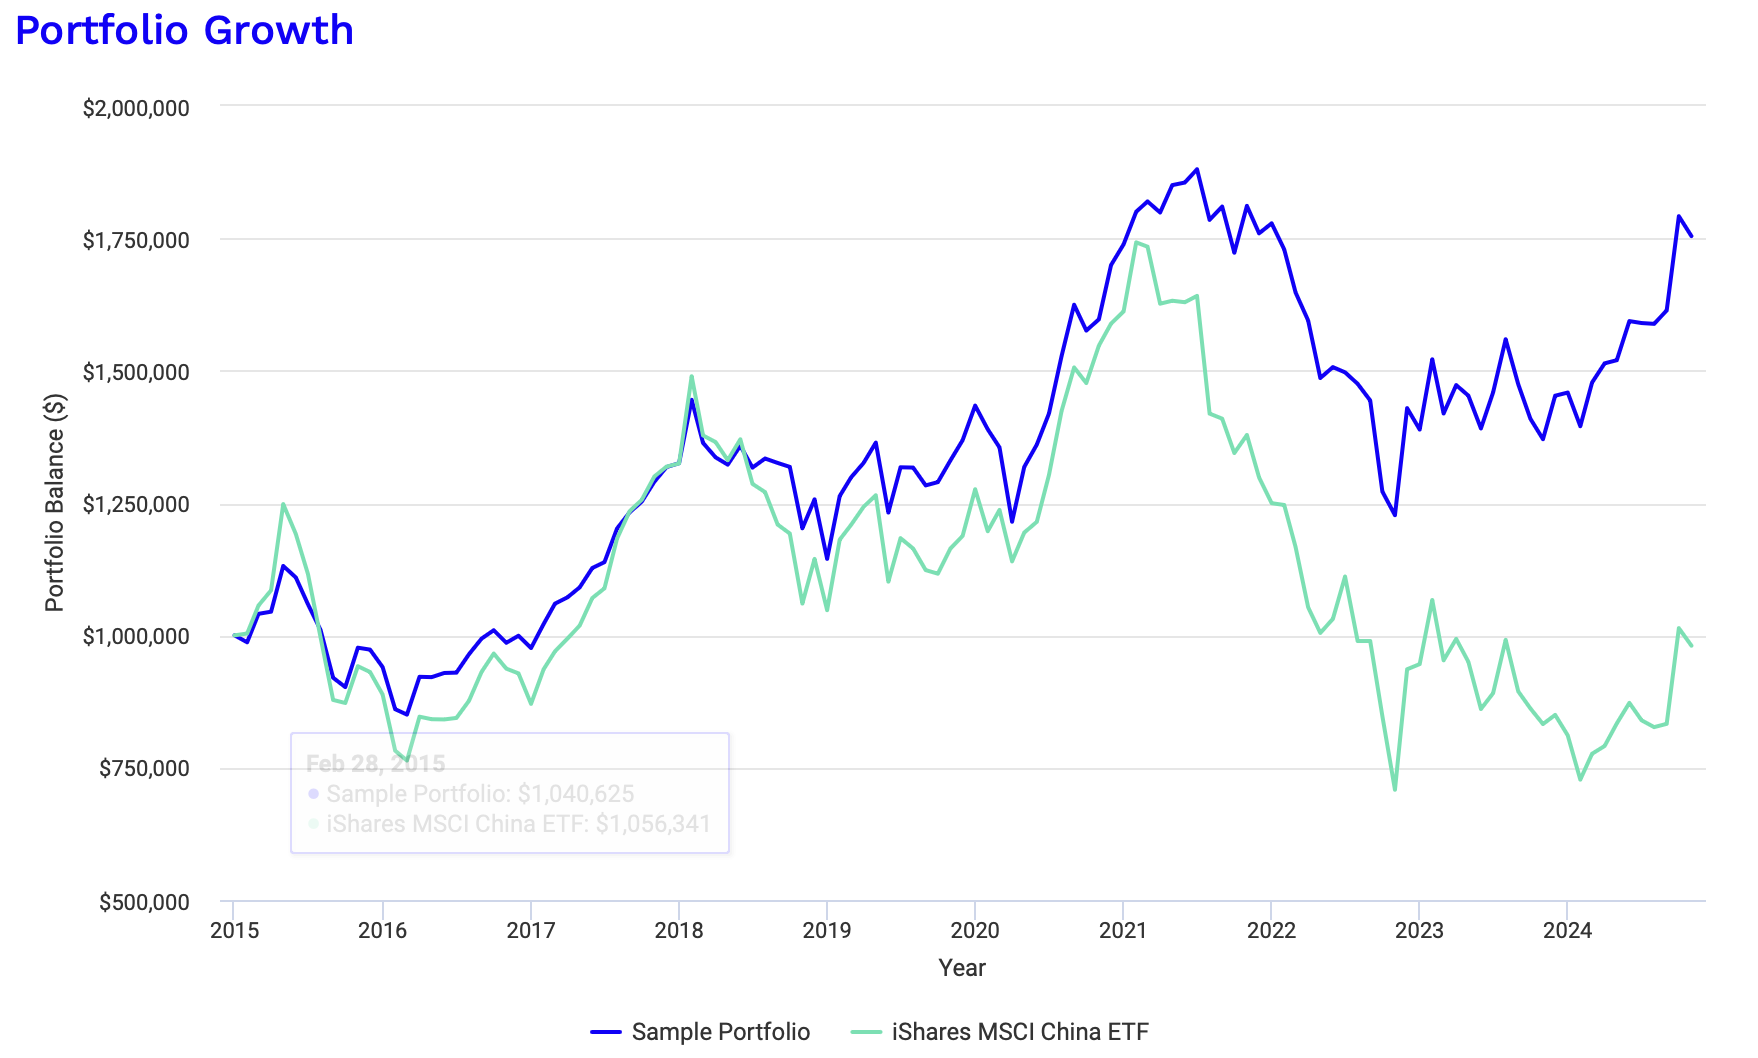 Portfolio Growth
$2,000,000
$1,750,000
$1,500,000
$1,250,000
$1,000,000
$750,000
$500,000
Portfolio Balance ($)
Feb 28, 2015
Sample Portfolio: $1,040,625
iShares MSCI China ETF: $1,056,341
2015 2016 2017 2018 2019 2020 2021 2022 2023 2024
Year
Sample Portfolio iShares MSCI China ETF